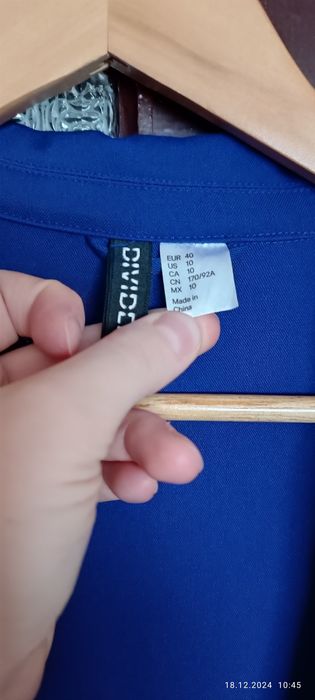 DIVIDE
EUR 40
US 10
CA 10
CN 170/92A
MX 10
Made in
China
18.12.2024 10:45